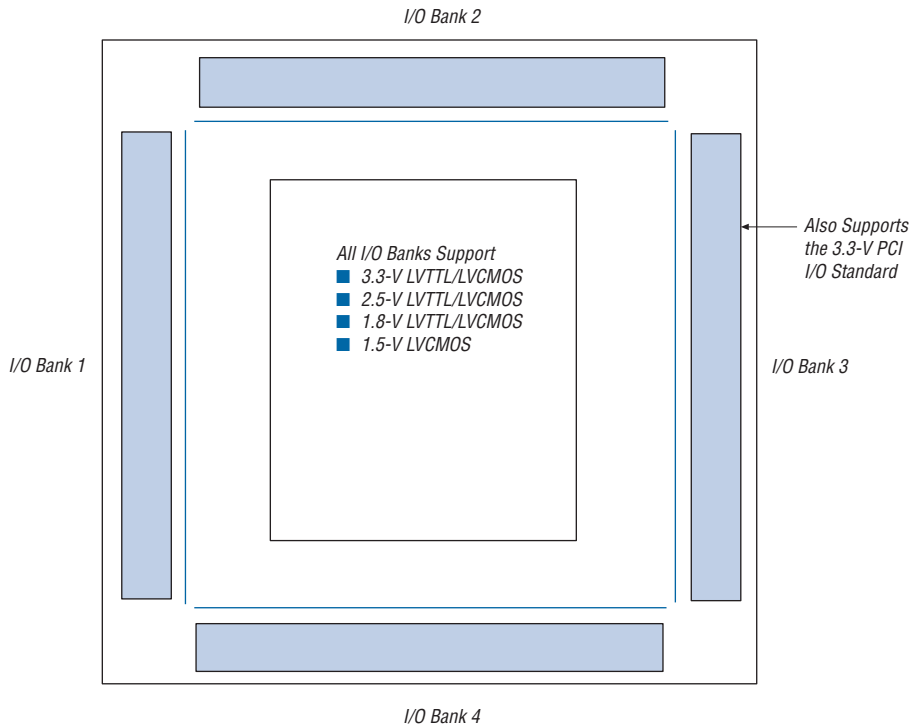 I/O Bank 2
Also Supports
the 3.3-V PCI
I/O Standard
All I/O Banks Support
3.3-V LVTTL/LVCMOS
2.5-V LVTTL/LVCMOS
1.8-V LVTTL/LVCMOS
1.5-V LVCMOS
I/O Bank 1
I/O Bank 3
I/O Bank 4